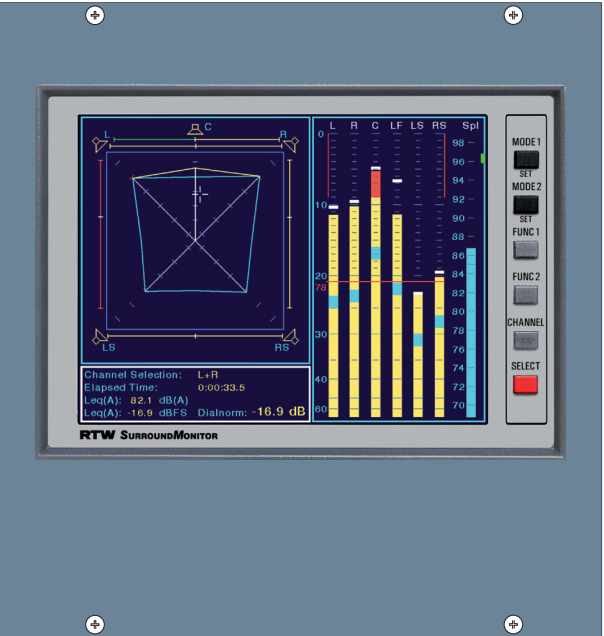 C
L R
LS RS
Channel Selection: L+R
Elapsed Time: 0:00:33.5
Leq(A): 82.1 dB(A)
Leq(A): -16.9 dBFS Dialnorm: -16.9 dB
L R C LF LS RS Spl
0
10
20
78
30
40
60
98
96
94
92
90
88
86
84
82
80
78
76
74
72
70
MODE 1
SET
MODE 2
SET
FUNC 1
FUNC 2
CHANNEL
SELECT
RTW SURROUNDMONITOR